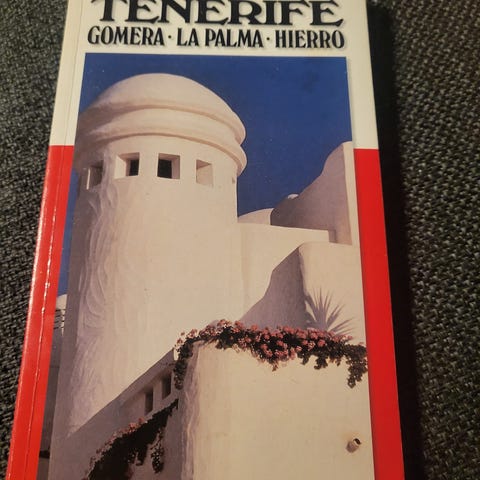 TENERIFE
GOMERA · LA PALMA · HIERRO